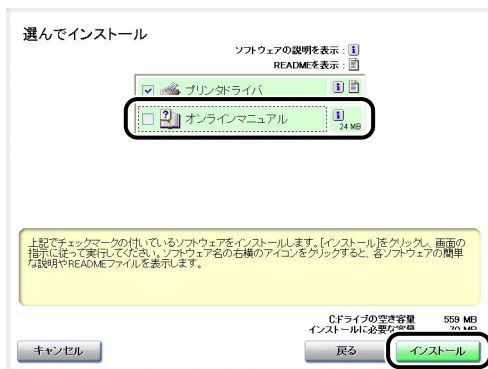 選んでインストール
ソフトウェアの説明を表示 :
READMEを表示 :
プリンタドライバ
オンラインマニュアル
24 MB
上記でチェックマークの付いているソフトウェアをインストールします。[インストール]をクリックし、画面の
指示に従って実行してください。ソフトウェア名の右横のアイコンをクリックすると、各ソフトウェアの簡単
な説明やREADMEファイルを表示します。
C:ドライブの空き容量 559 MB
インストールに必要な容量 70 MB
キャンセル
戻る
インストール